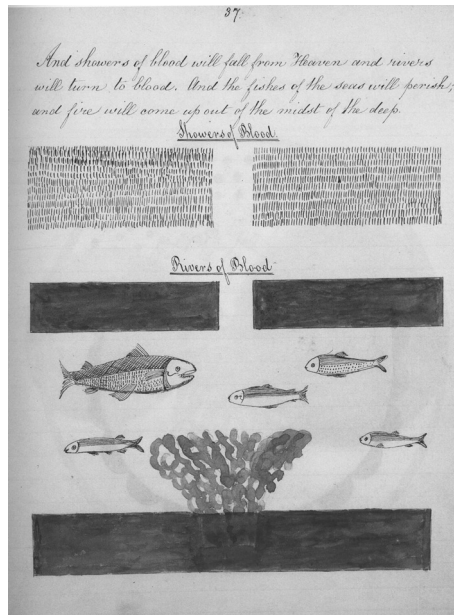 37.
And showers of blood will fall from Heaven and rivers
will turn to blood. And the fishes of the seas will perish;
and fire will come up out of the midst of the deep.
Showers of Blood
Rivers of Blood